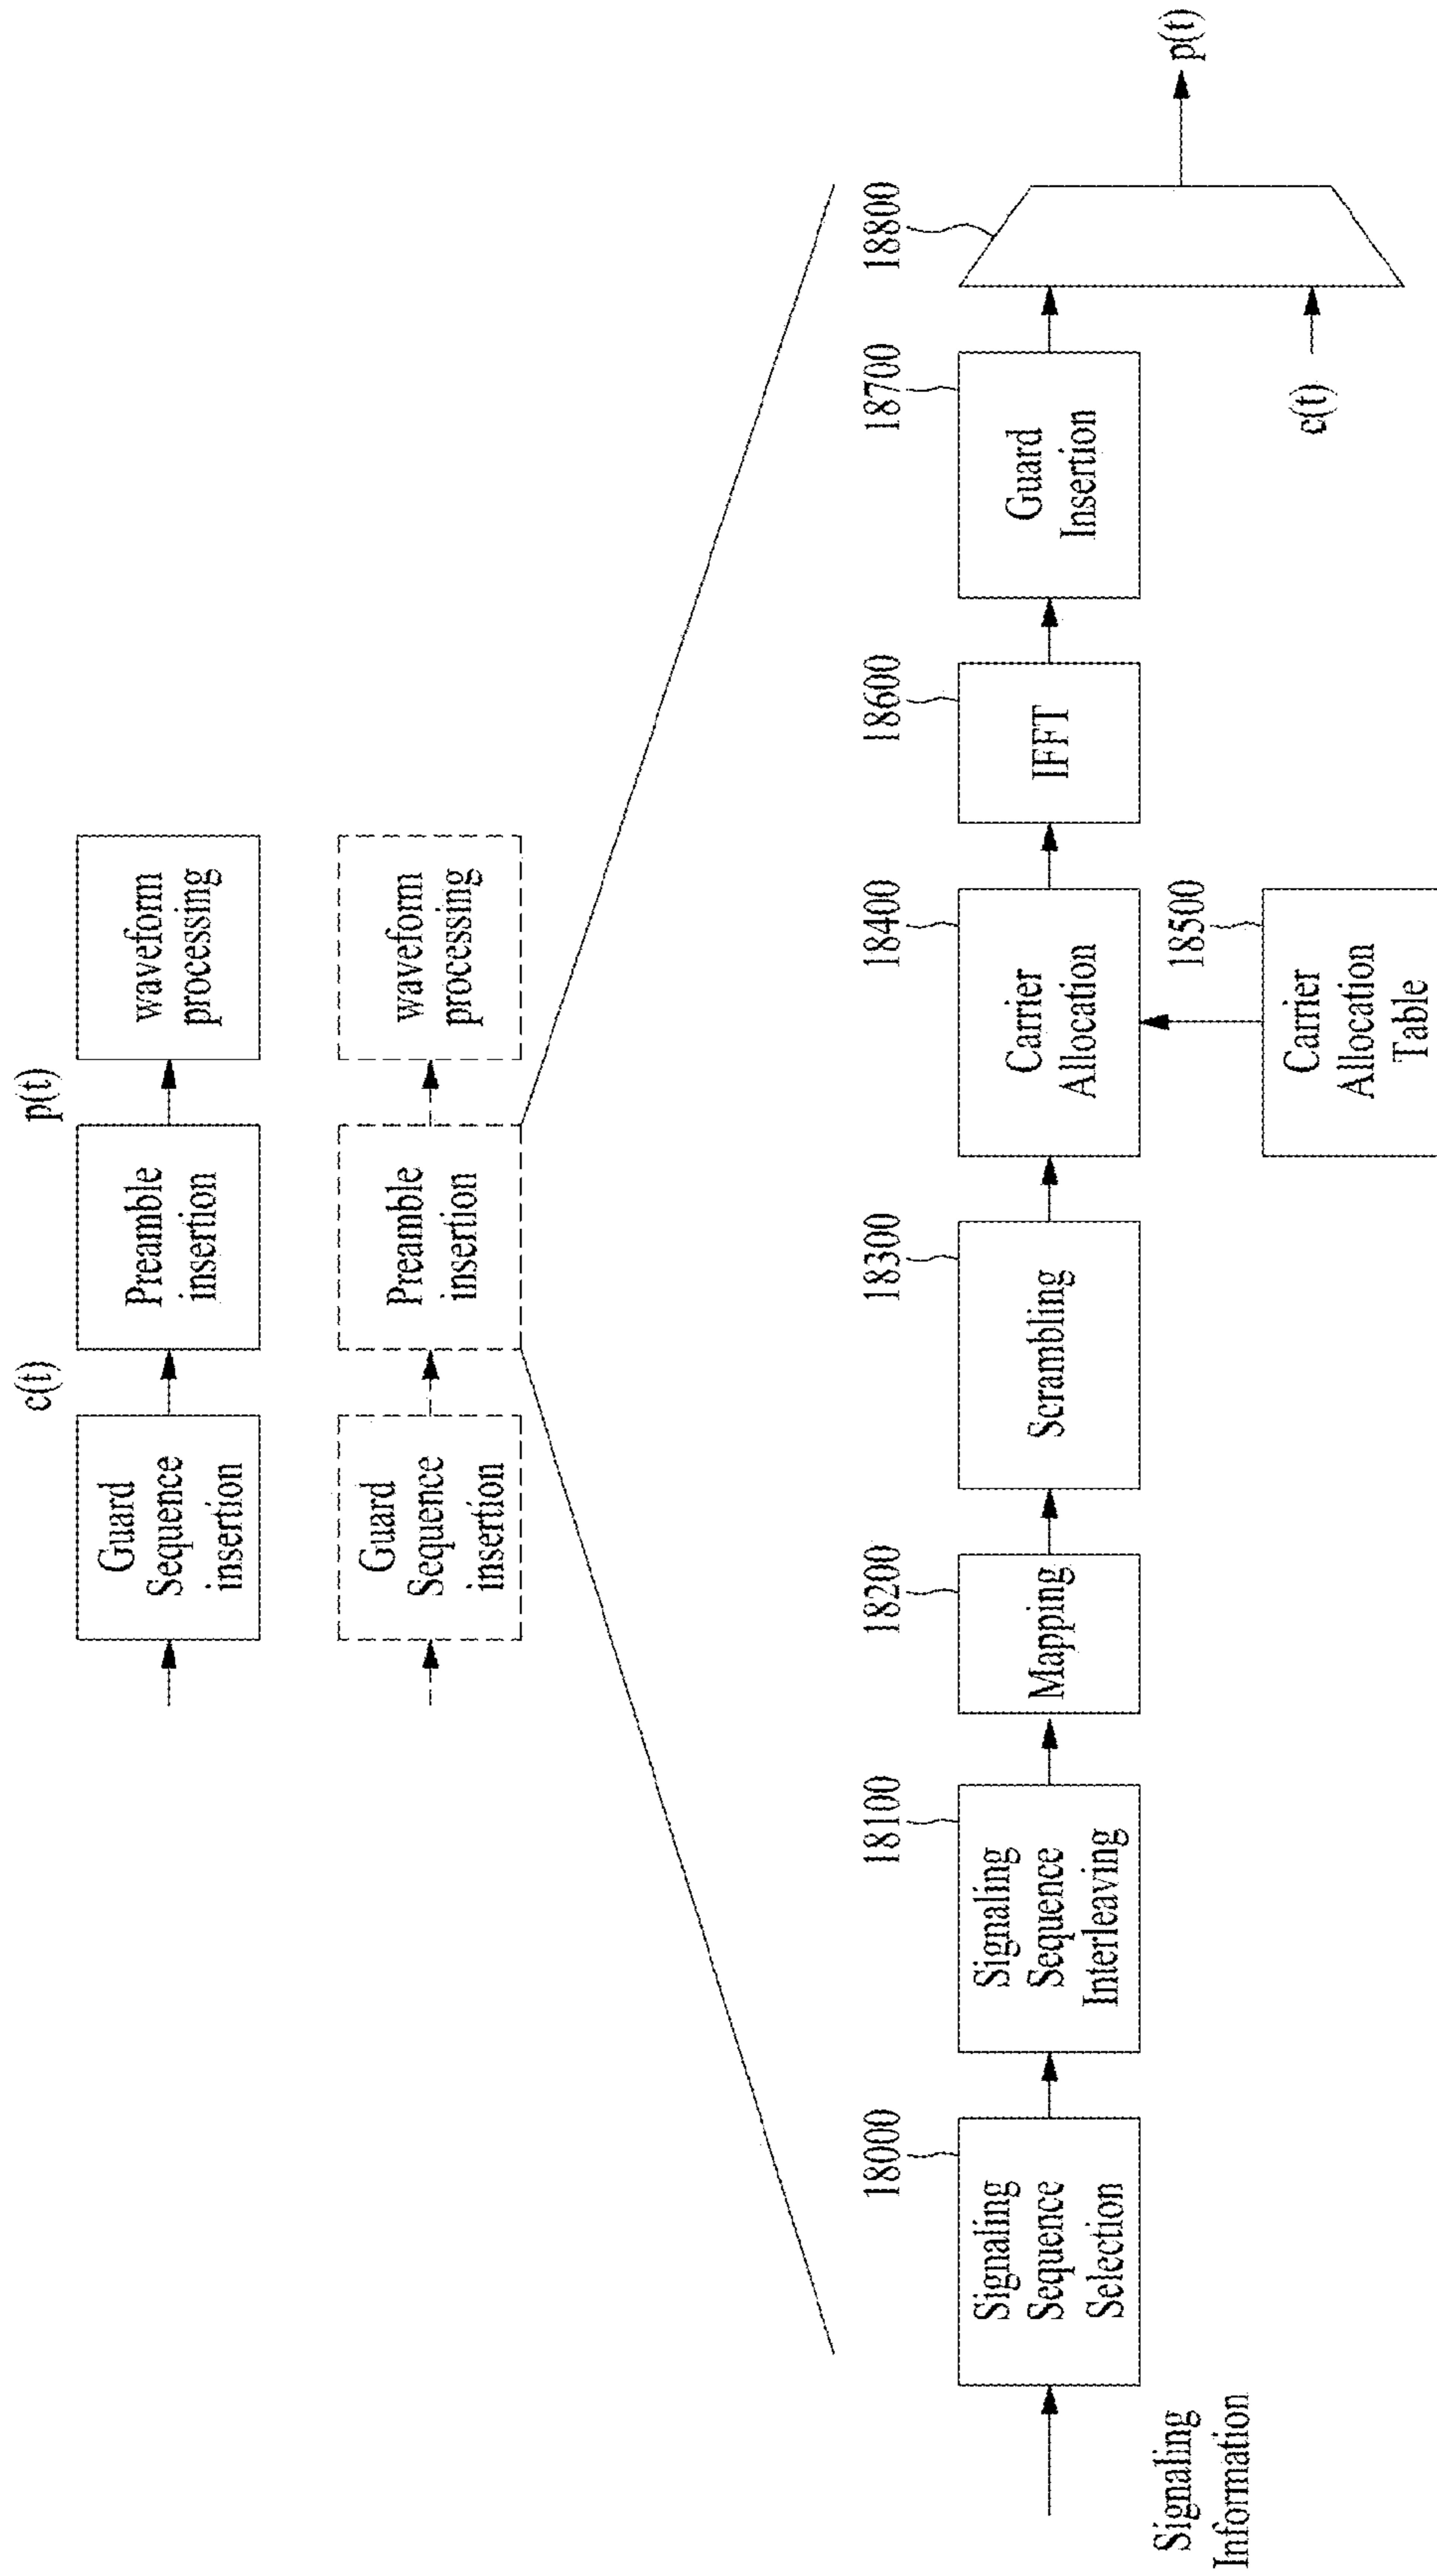 c(t)
p(t)
Guard
Sequence
insertion
Preamble
insertion
waveform
processing
Guard
Sequence
insertion
Preamble
insertion
waveform
processing
Signaling
Information
18000
Signaling
Sequence
Selection
18100
Signaling
Sequence
Interleaving
18200
Mapping
18300
Scrambling
18400
Carrier
Allocation
18500
Carrier
Allocation
Table
18600
IFFT
18700
Guard
Insertion
18800
c(t)
p(t)